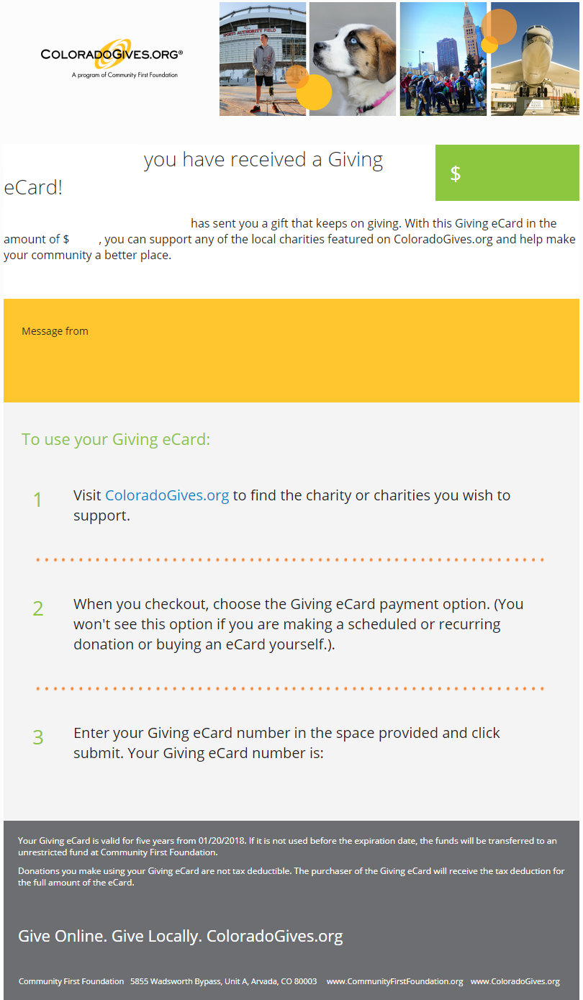 COLORADOGIVES.ORG®
A program of Community First Foundation
SPORTS AUTHORITY FIELD
you have received a Giving
eCard!
$
has sent you a gift that keeps on giving. With this Giving eCard in the
amount of $ , you can support any of the local charities featured on ColoradoGives.org and help make
your community a better place.
Message from
To use your Giving eCard:
1 Visit ColoradoGives.org to find the charity or charities you wish to
support.
2 When you checkout, choose the Giving eCard payment option. (You
won't see this option if you are making a scheduled or recurring
donation or buying an eCard yourself.).
3 Enter your Giving eCard number in the space provided and click
submit. Your Giving eCard number is:
Your Giving eCard is valid for five years from 01/20/2018. If it is not used before the expiration date, the funds will be transferred to an
unrestricted fund at Community First Foundation.
Donations you make using your Giving eCard are not tax deductible. The purchaser of the Giving eCard will receive the tax deduction for
the full amount of the eCard.
Give Online. Give Locally. ColoradoGives.org
Community First Foundation 5855 Wadsworth Bypass, Unit A, Arvada, CO 80003 www.CommunityFirstFoundation.org www.ColoradoGives.org